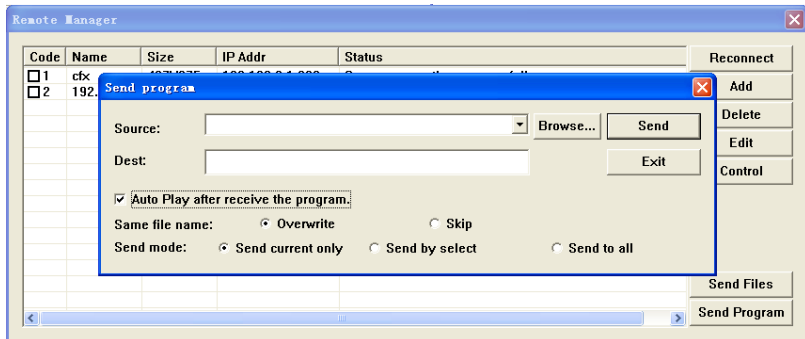 Remote Manager
Code Name Size IP Addr Status Reconnect
1 cfx
2 192. Add
Send program
Delete
Source: Browse... Send
Edit
Dest: Exit
Control
Auto Play after receive the program.
Same file name: Overwrite Skip
Send mode: Send current only Send by select Send to all
Send Files
Send Program